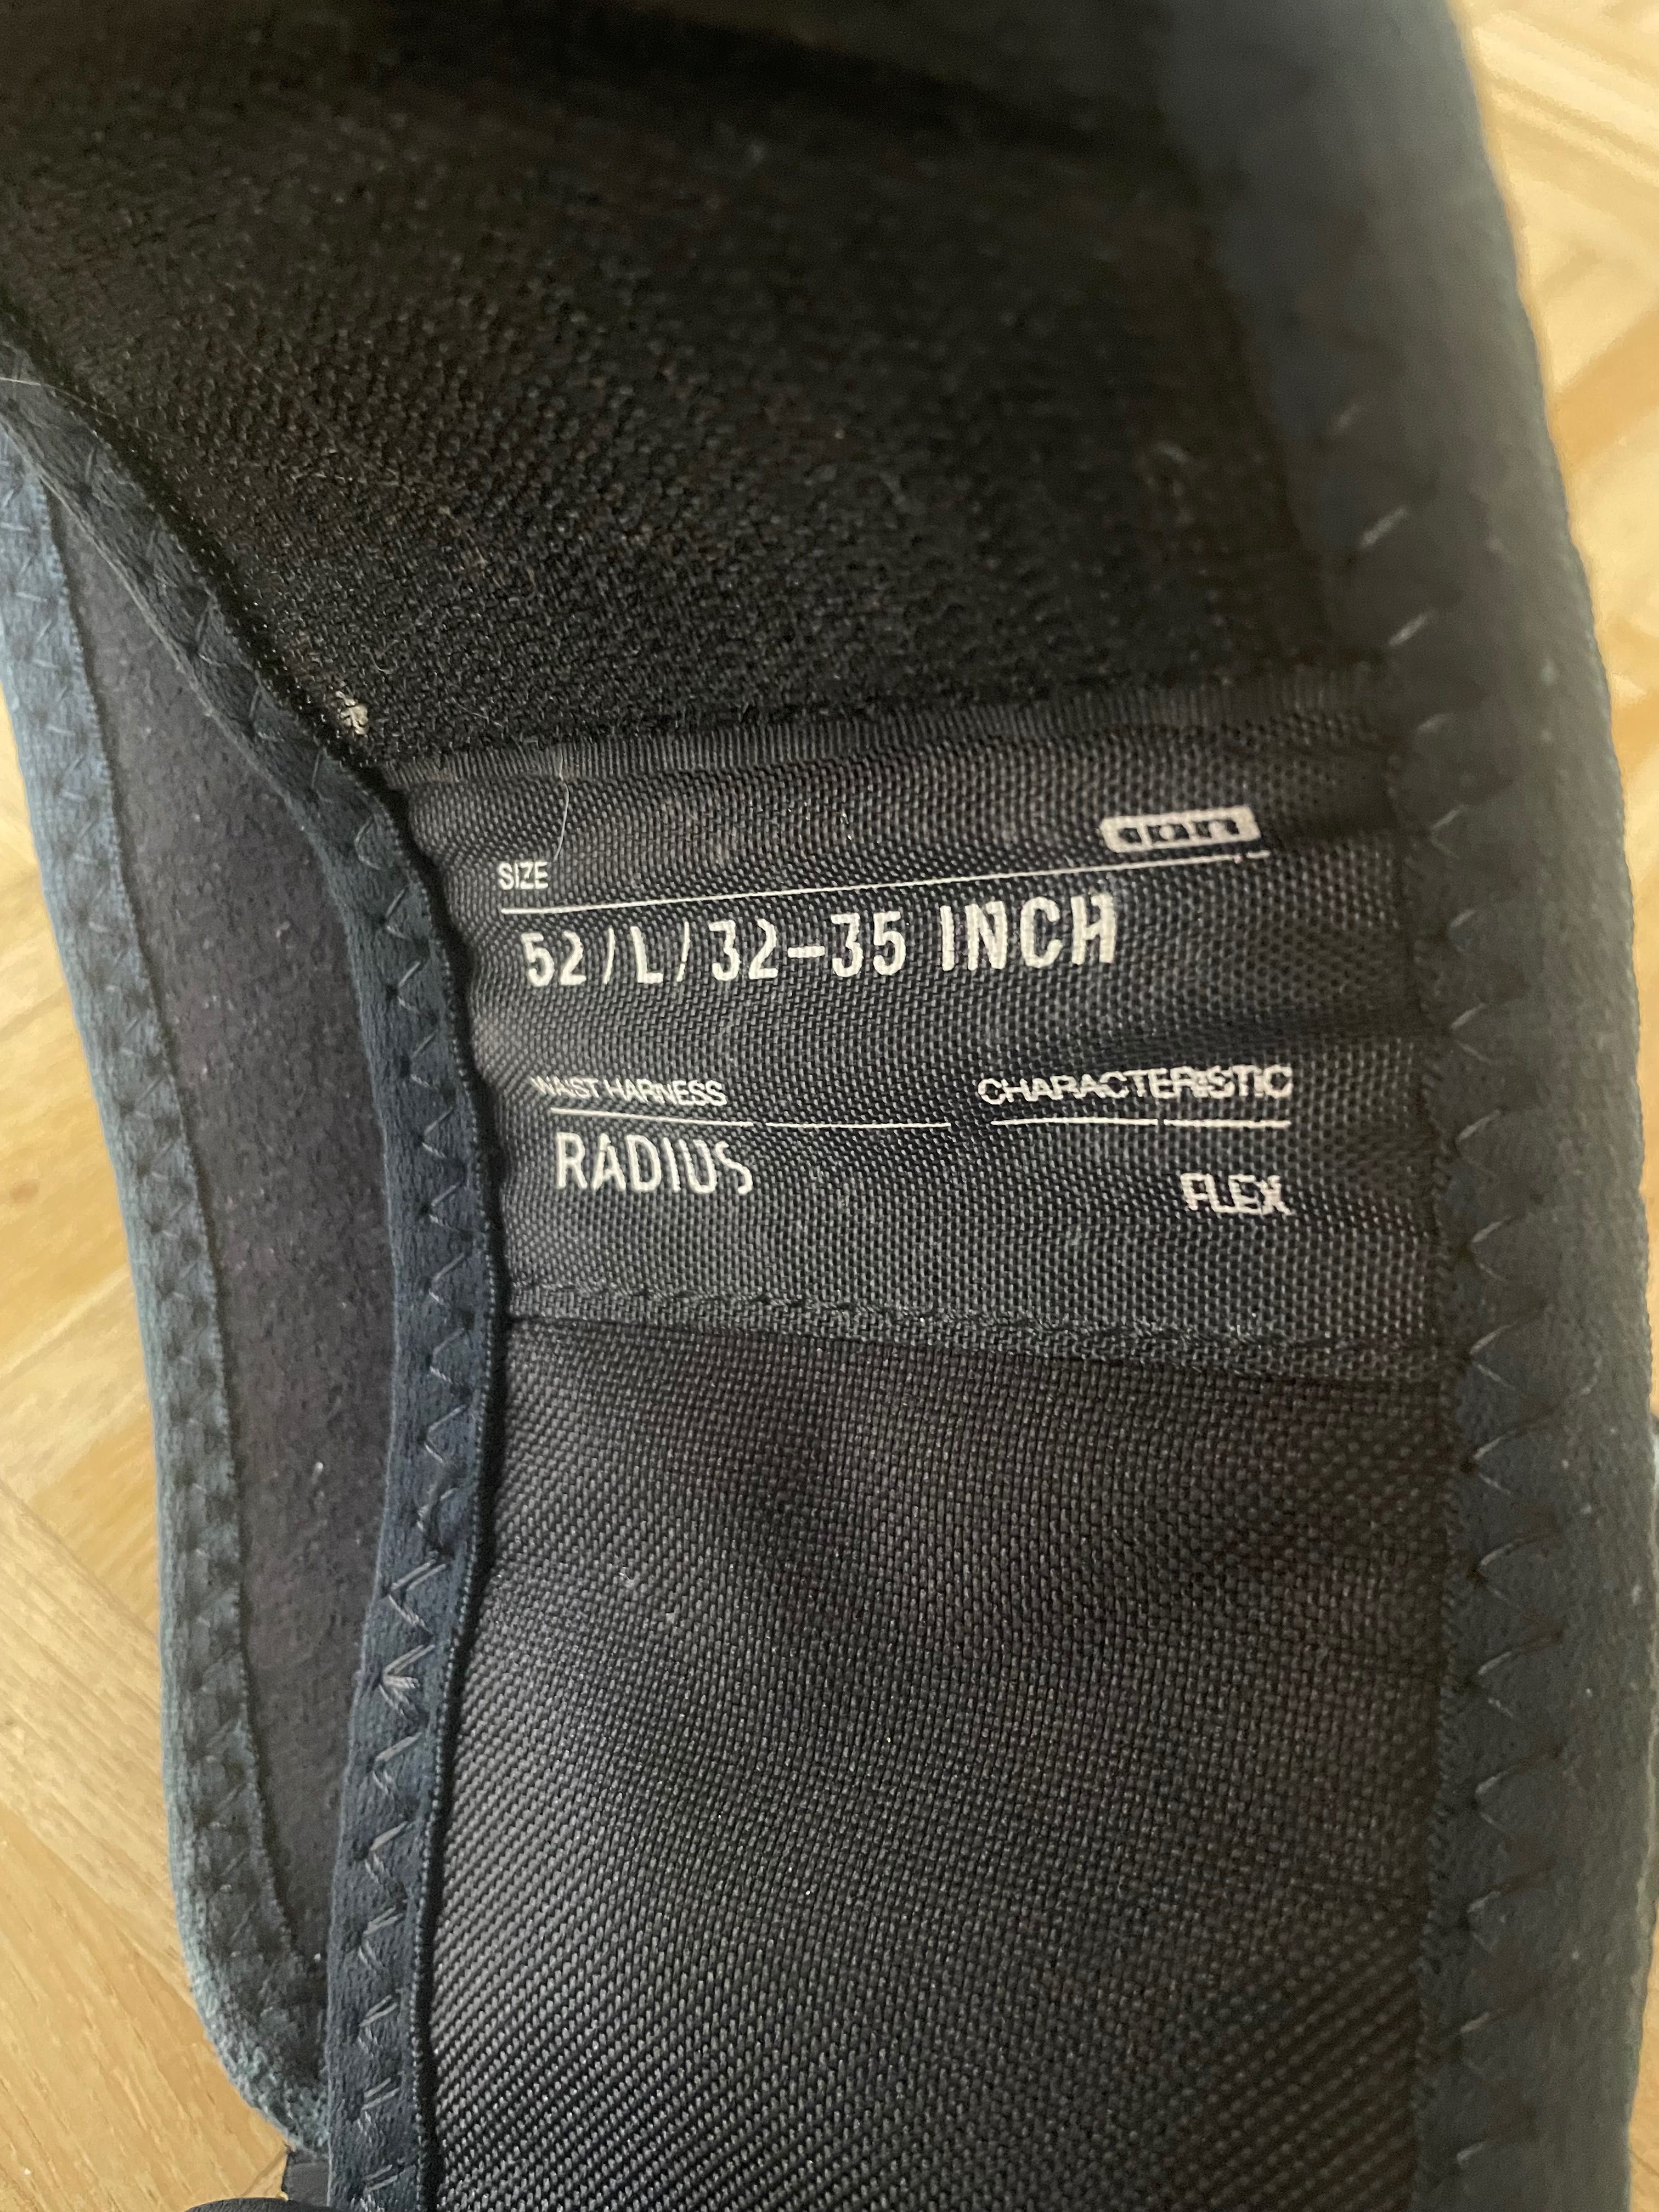 ion
SIZE
52/L/32-35 INCH
WAIST HARNESS
CHARACTERISTIC
RADIUS
FLEX